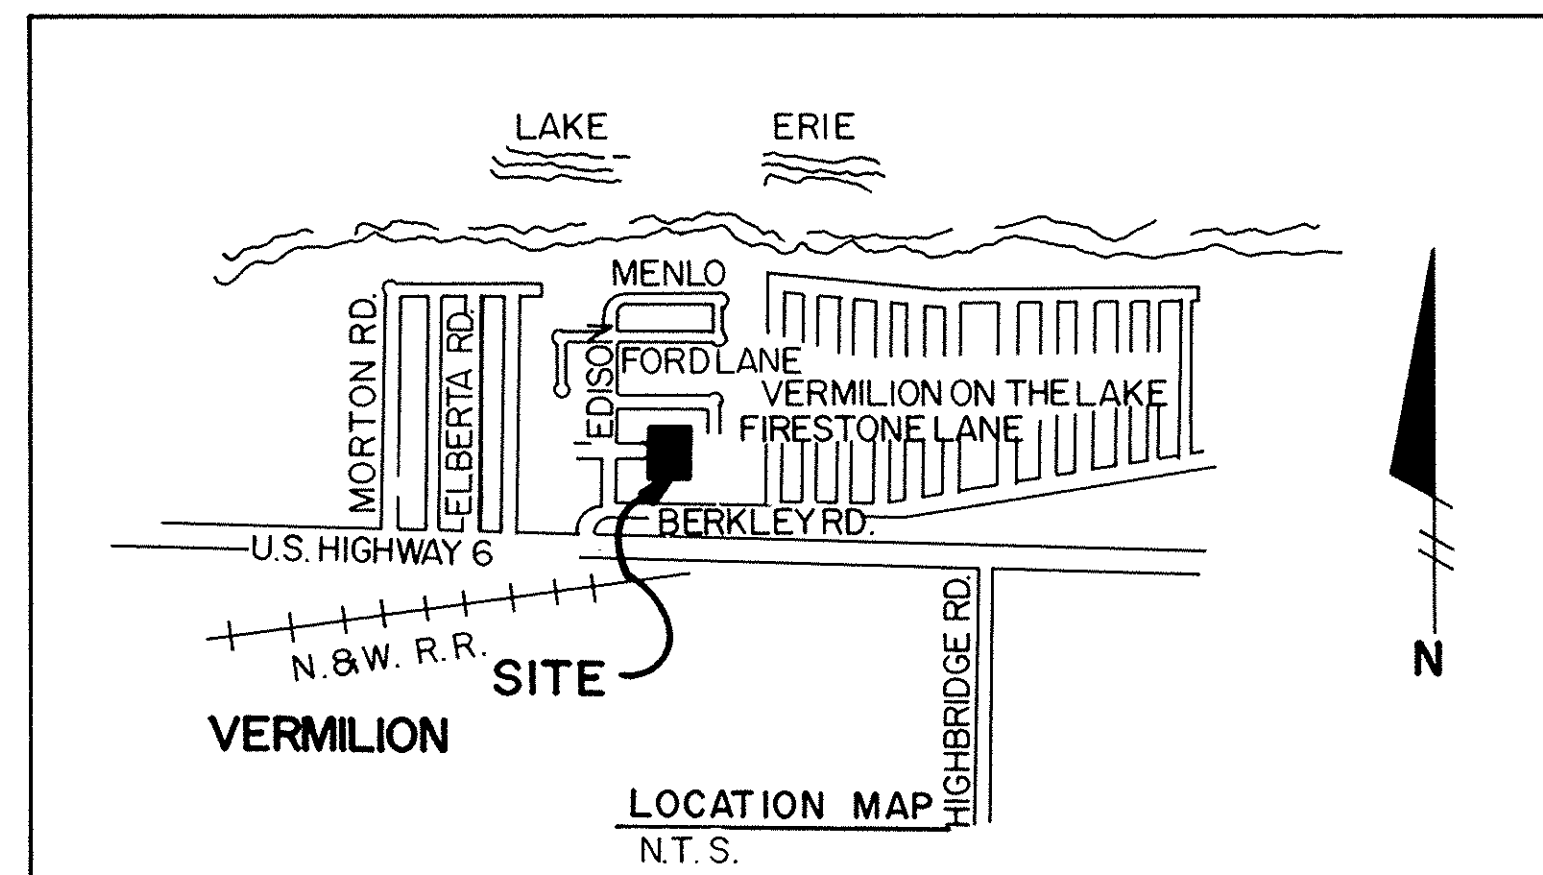 LAKE ERIE
MENLO
MORTON RD.
ELBERTA RD.
EDISON
FORD LANE
VERMILION ON THE LAKE
FIRESTONE LANE
BERKLEY RD.
U.S. HIGHWAY 6
N. & W. R.R.
SITE
HIGHBRIDGE RD.
N
VERMILION
LOCATION MAP
N.T.S.